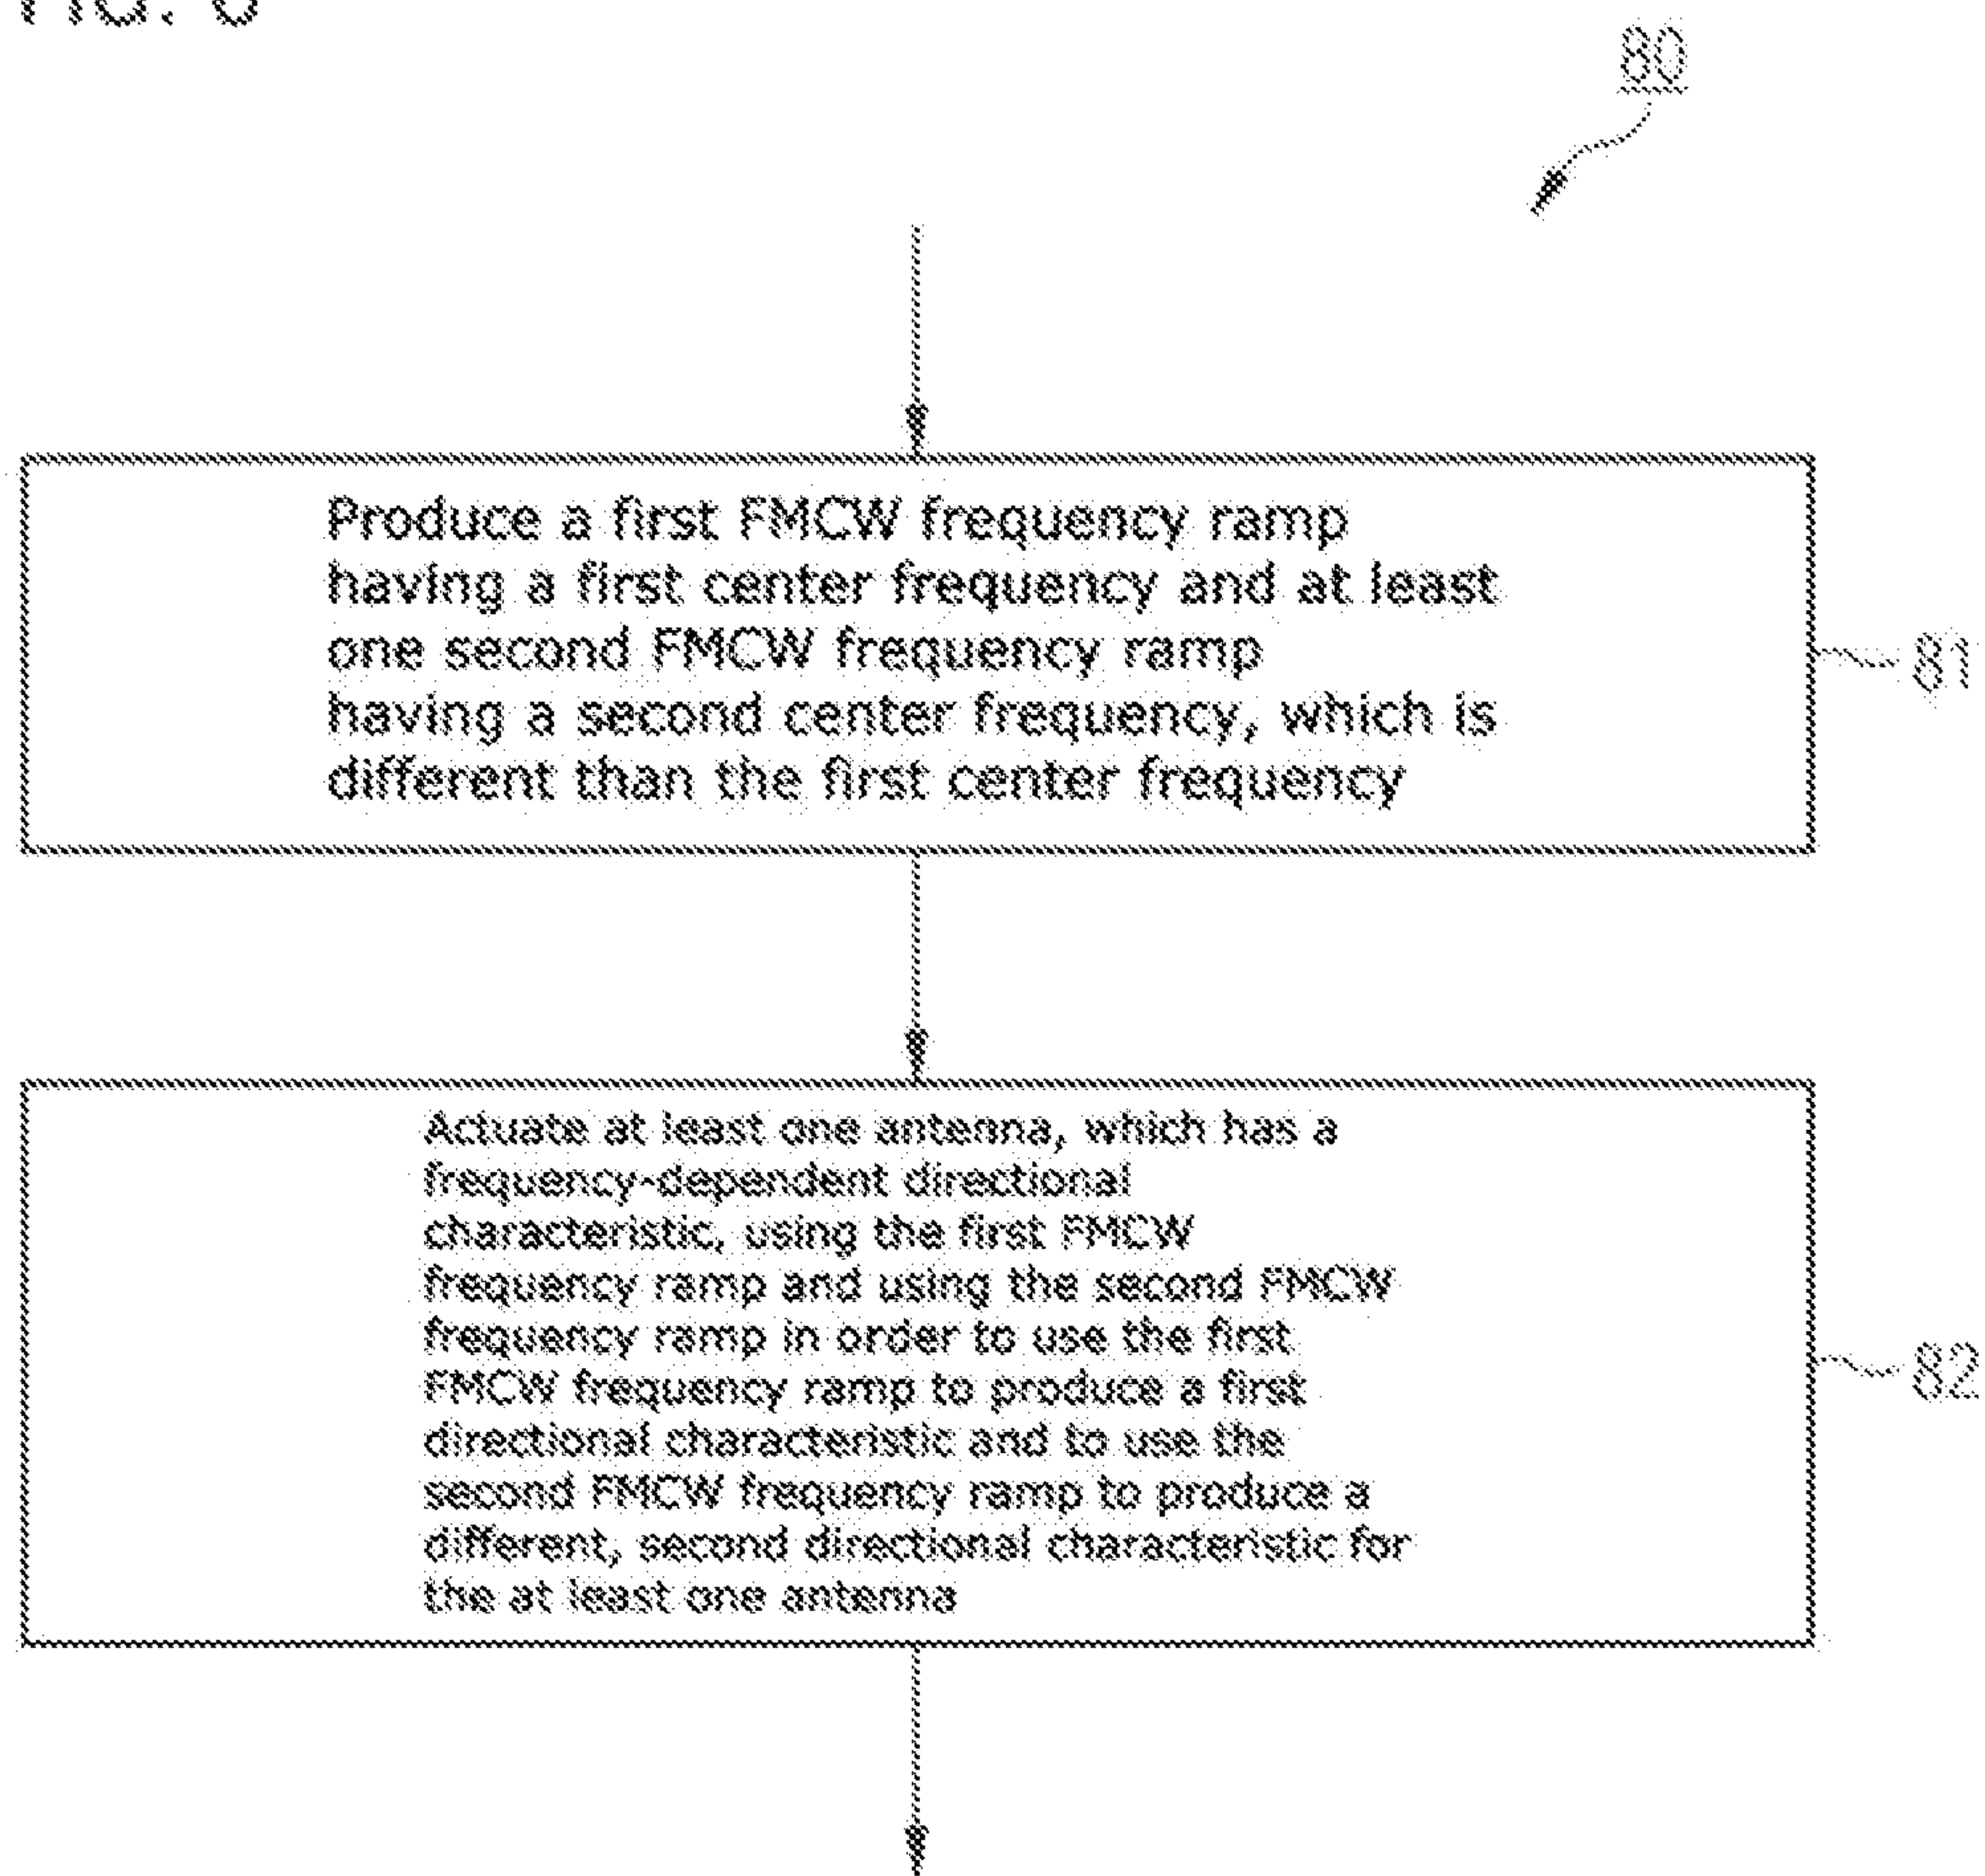 80
Produce a first FMCW frequency ramp
having a first center frequency and at least
one second FMCW frequency ramp
having a second center frequency, which is
different than the first center frequency
81
Actuate at least one antenna, which has a
frequency-dependent directional
characteristic, using the first FMCW
frequency ramp and using the second FMCW
frequency ramp in order to use the first
FMCW frequency ramp to produce a first
directional characteristic and to use the
second FMCW frequency ramp to produce a
different, second directional characteristic for
the at least one antenna
82